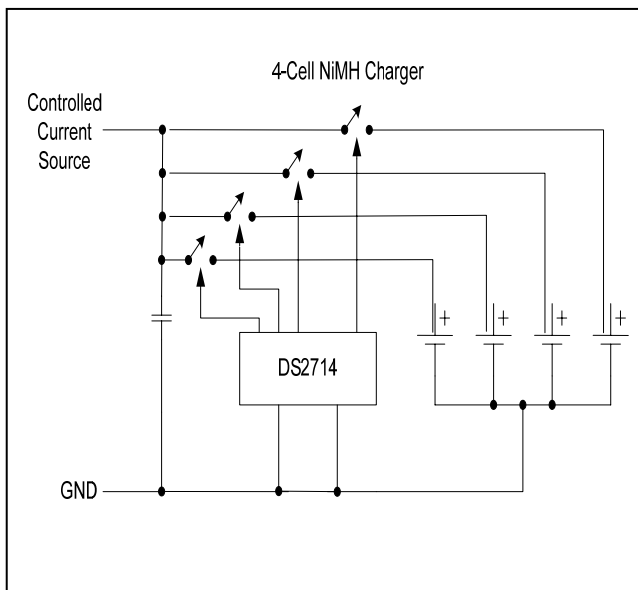 4-Cell NiMH Charger
Controlled
Current
Source
+
+
+
+
DS2714
GND